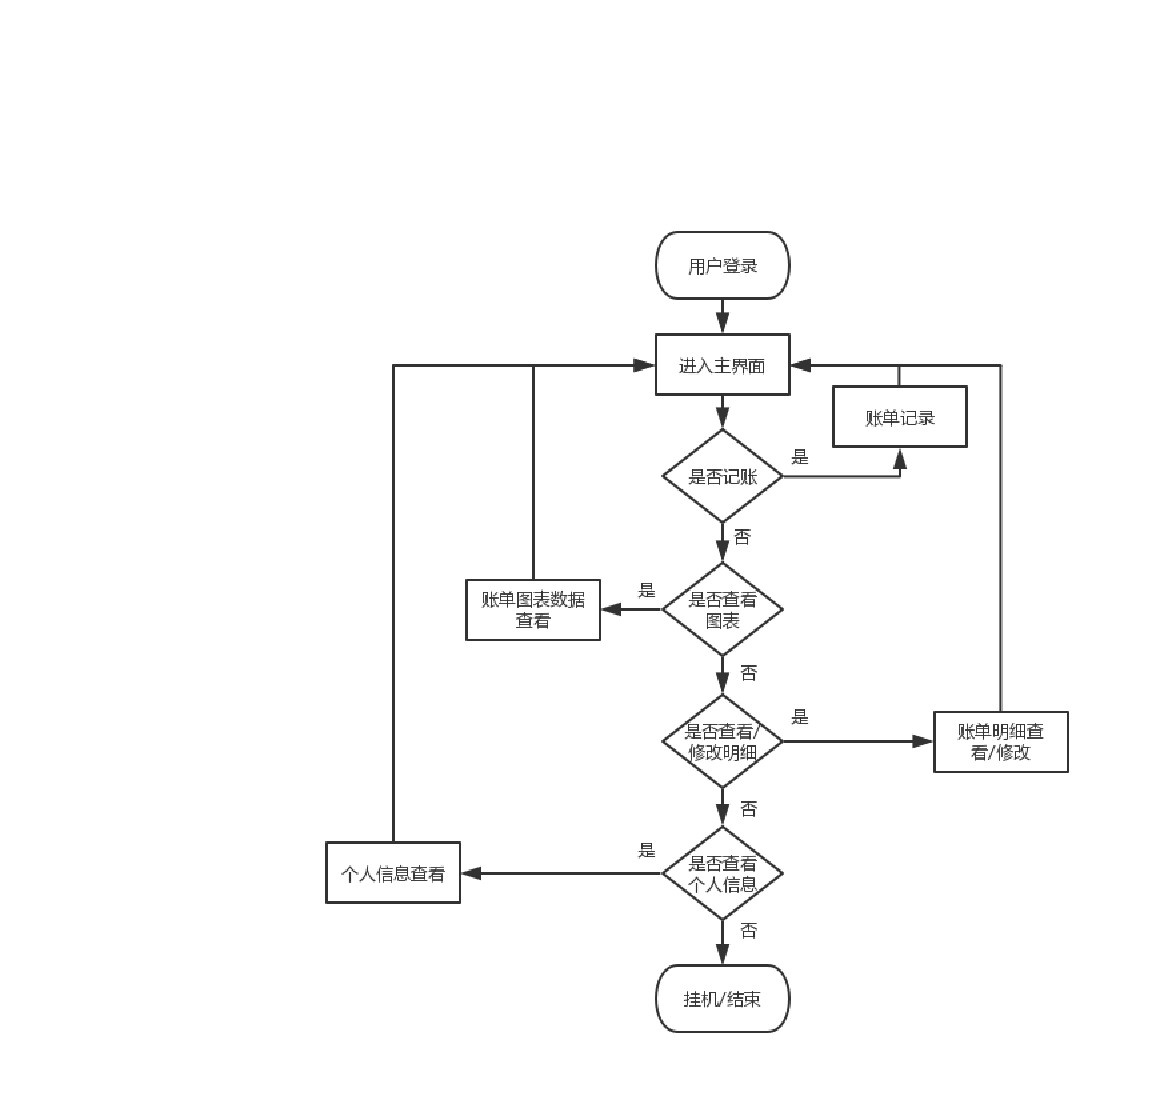 用户登录
进入主界面
账单记录
是
是否记账
否
是
账单图表数据
查看
是否查看
图表
否
是
是否查看/
修改明细
账单明细查
看/修改
否
是
个人信息查看
是否查看
个人信息
否
挂机/结束